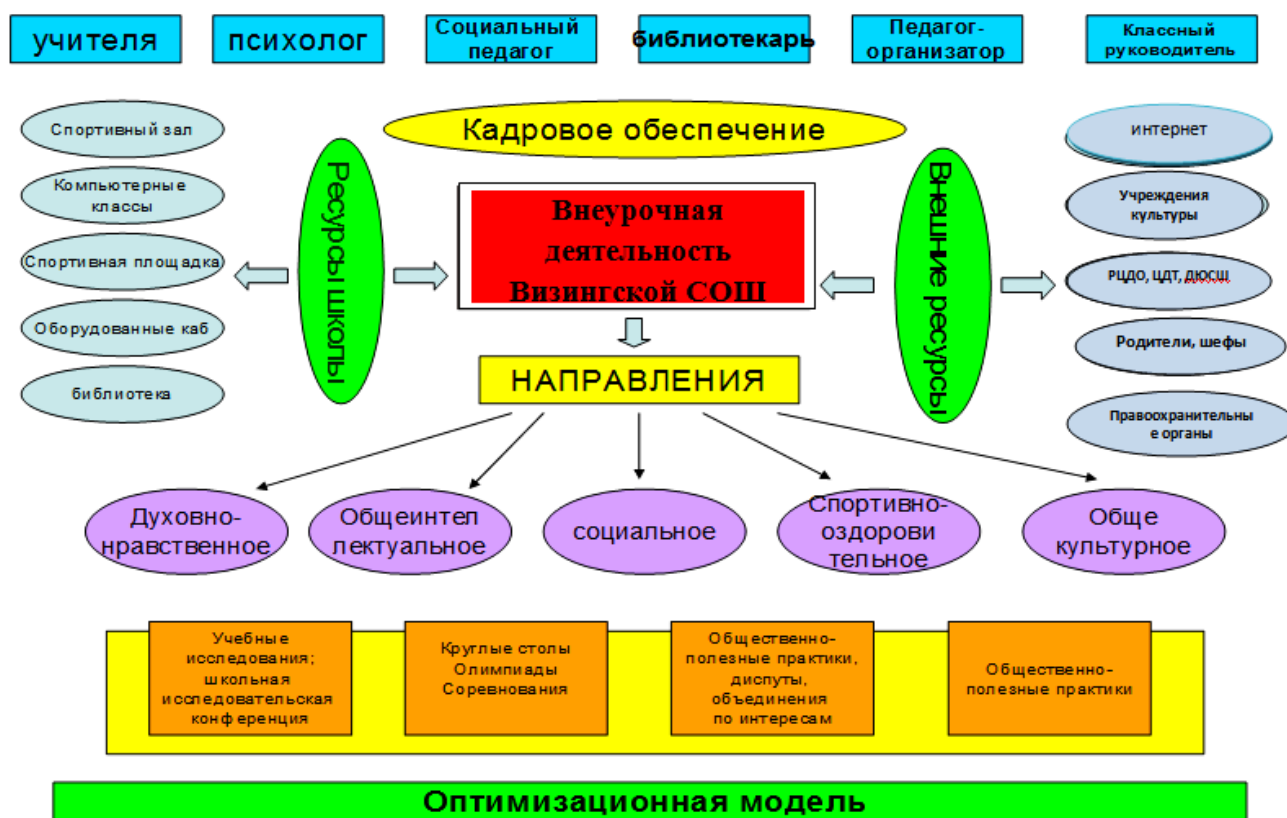 учителя
психолог
Социальный
педагог
библиотекарь
Педагог-
организатор
Классный
руководитель
Кадровое обеспечение
Спортивный зал
Компьютерные
классы
Спортивная площадка
Оборудованные каб
библиотека
Ресурсы школы
Внеурочная
деятельность
Визингской СОШ
Внешние ресурсы
интернет
Учреждения
культуры
РЦДО, ЦДТ, ДЮСШ
Родители, шефы
Правоохранительны
е органы
НАПРАВЛЕНИЯ
Духовно-
нравственное
Общеинтел
лектуальное
социальное
Спортивно-
оздорови
тельное
Обще
культурное
Учебные
исследования;
школьная
исследовательская
конференция
Круглые столы
Олимпиады
Соревнования
Общественно-
полезные практики,
диспуты,
объединения
по интересам
Общественно-
полезные практики
Оптимизационная модель